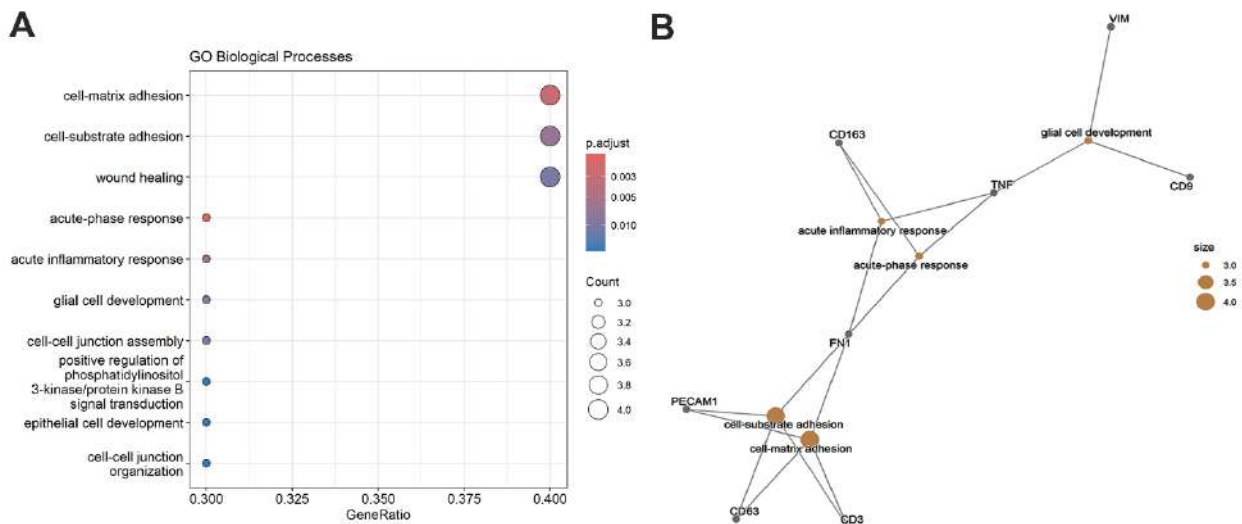 A
GO Biological Processes
cell-matrix adhesion
cell-substrate adhesion
wound healing
acute-phase response
acute inflammatory response
glial cell development
cell-cell junction assembly
positive regulation of
phosphatidylinositol
3-kinase/protein kinase B
signal transduction
epithelial cell development
cell-cell junction
organization
0.300 0.325 0.350 0.375 0.400
GeneRatio
p.adjust
0.003
0.005
0.010
Count
3.0
3.2
3.4
3.6
3.8
4.0
B
VIM
glial cell development
CD163
TNF
CD9
acute inflammatory response
acute-phase response
FN1
PECAM1
cell-substrate adhesion
cell-matrix adhesion
CD63
CD3
size
3.0
3.5
4.0